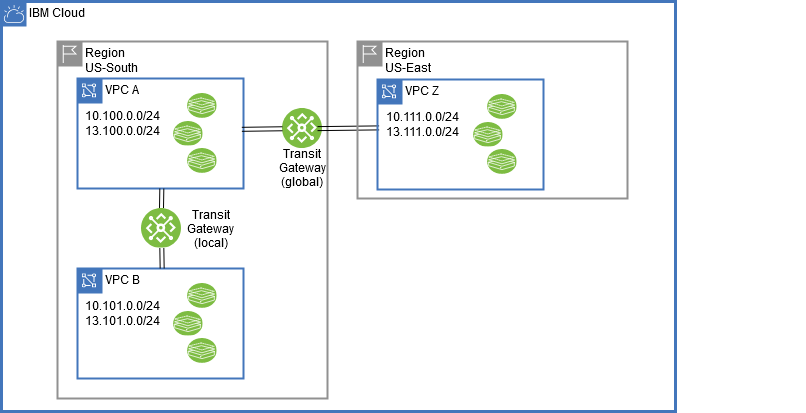 IBM Cloud
Region
US-South
VPC A
10.100.0.0/24
13.100.0.0/24
Transit
Gateway
(global)
Region
US-East
VPC Z
10.111.0.0/24
13.111.0.0/24
Transit
Gateway
(local)
VPC B
10.101.0.0/24
13.101.0.0/24